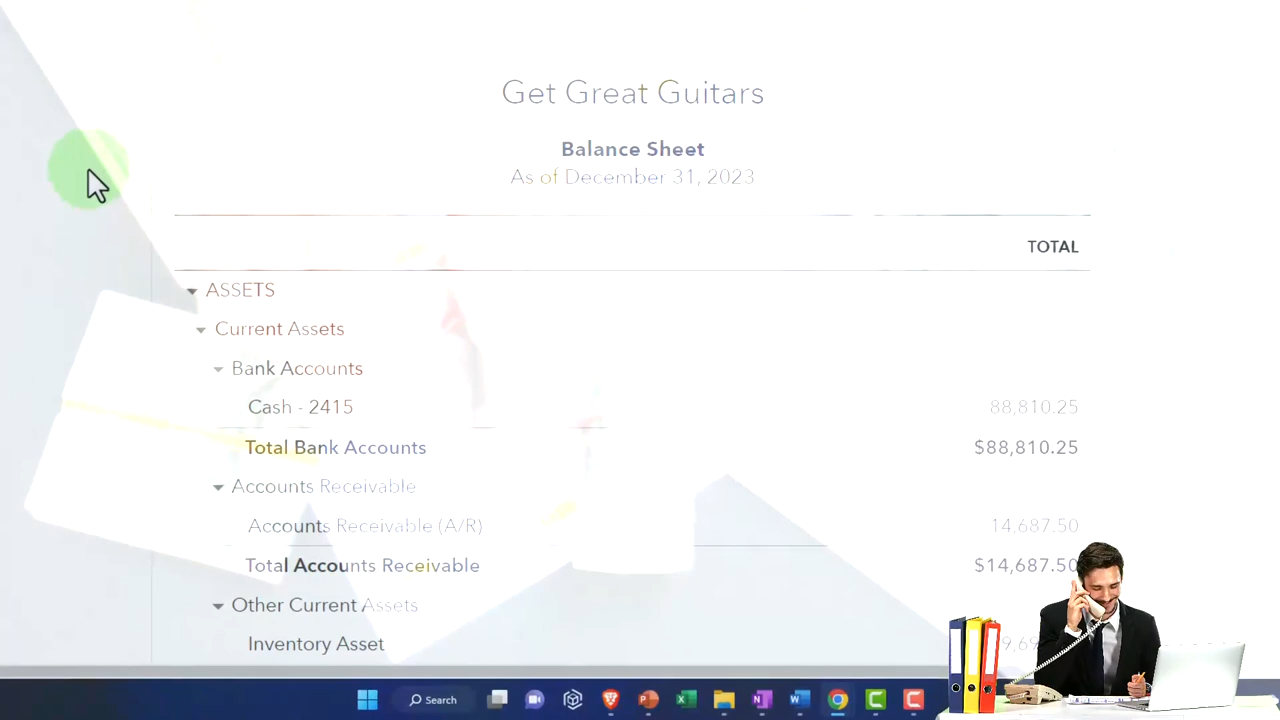 Get Great Guitars
Balance Sheet
As of December 31, 2023
TOTAL
ASSETS
Current Assets
Bank Accounts
Cash - 2415 88,810.25
Total Bank Accounts $88,810.25
Accounts Receivable
Accounts Receivable (A/R) 14,687.50
Total Accounts Receivable $14,687.50
Other Current Assets
Inventory Asset
Search